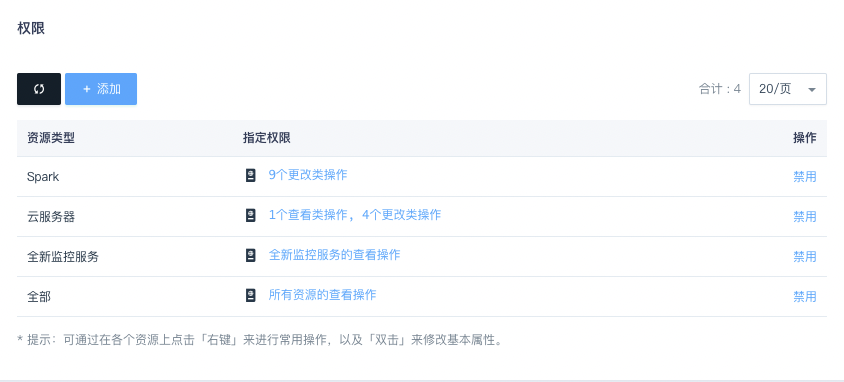 权限
+ 添加
合计 : 4 20/页
资源类型 指定权限 操作
Spark 9个更改类操作 禁用
云服务器 1个查看类操作，4个更改类操作 禁用
全新监控服务 全新监控服务的查看操作 禁用
全部 所有资源的查看操作 禁用
* 提示：可通过在各个资源上点击「右键」来进行常用操作，以及「双击」来修改基本属性。